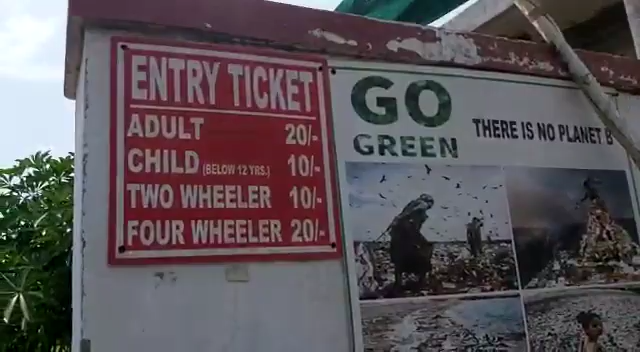 ENTRY TICKET
ADULT 20/-
CHILD (BELOW 12 YRS.) 10/-
TWO WHEELER 10/-
FOUR WHEELER 20/-
GO
GREEN
THERE IS NO PLANET B